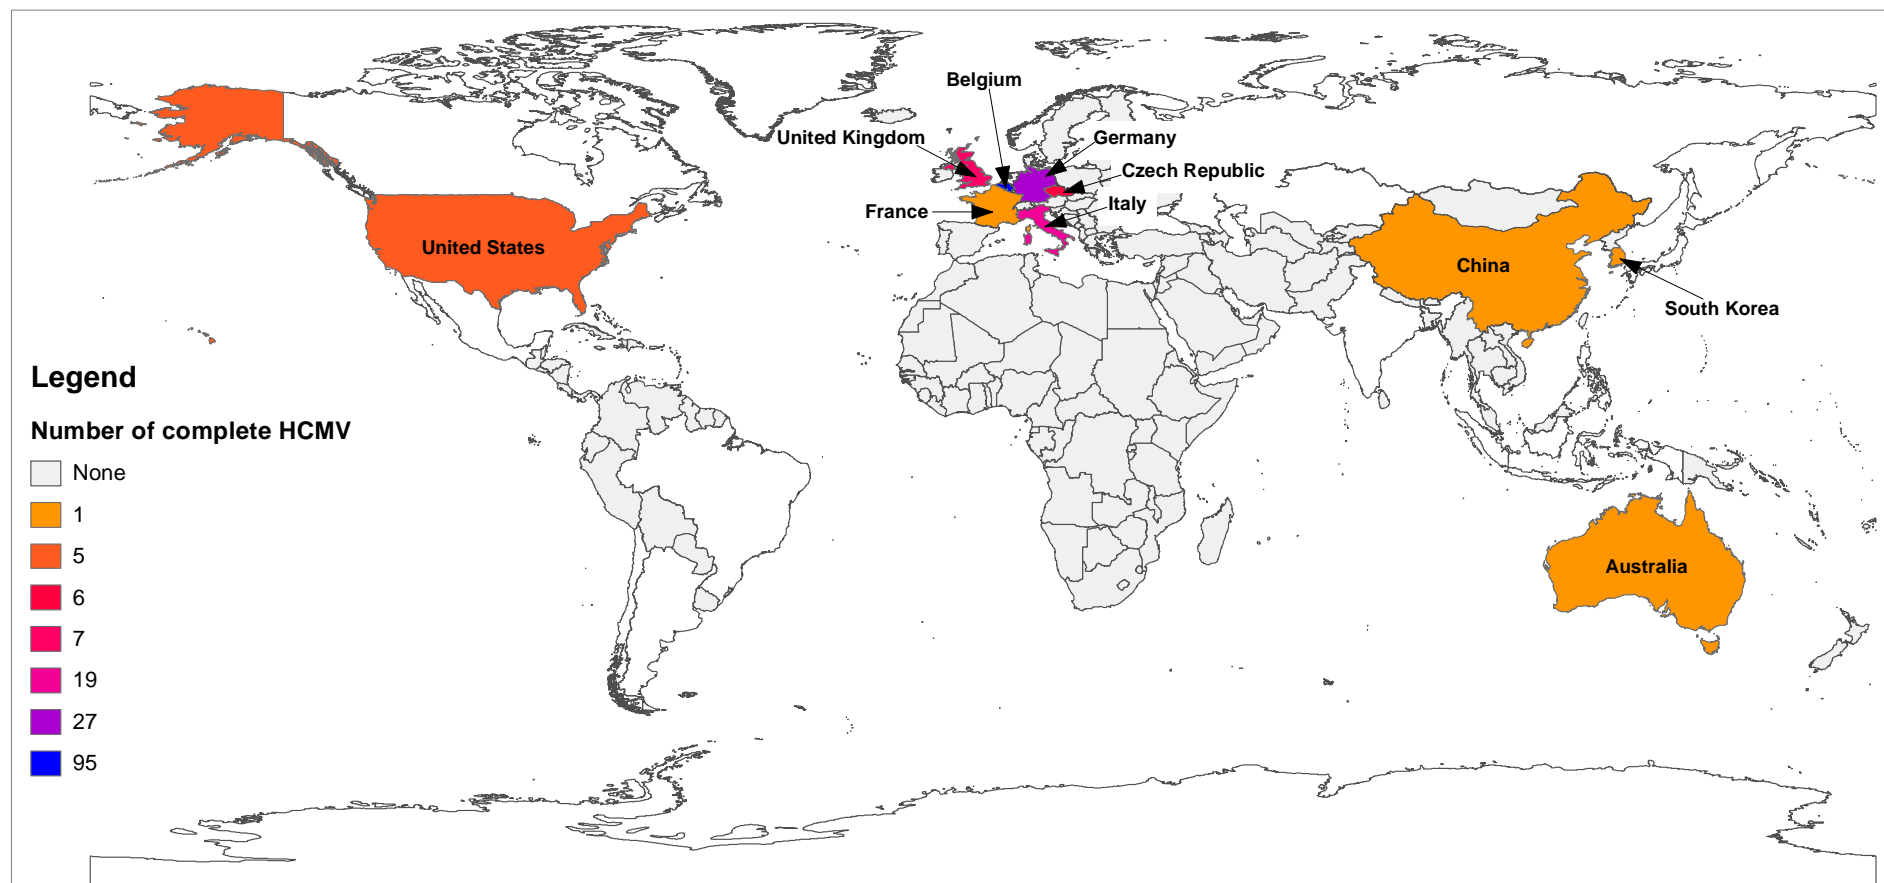 Belgium
United Kingdom
Germany
Czech Republic
Italy
France
United States
China
South Korea
Australia
Legend
Number of complete HCMV
None
1
5
6
7
19
27
95